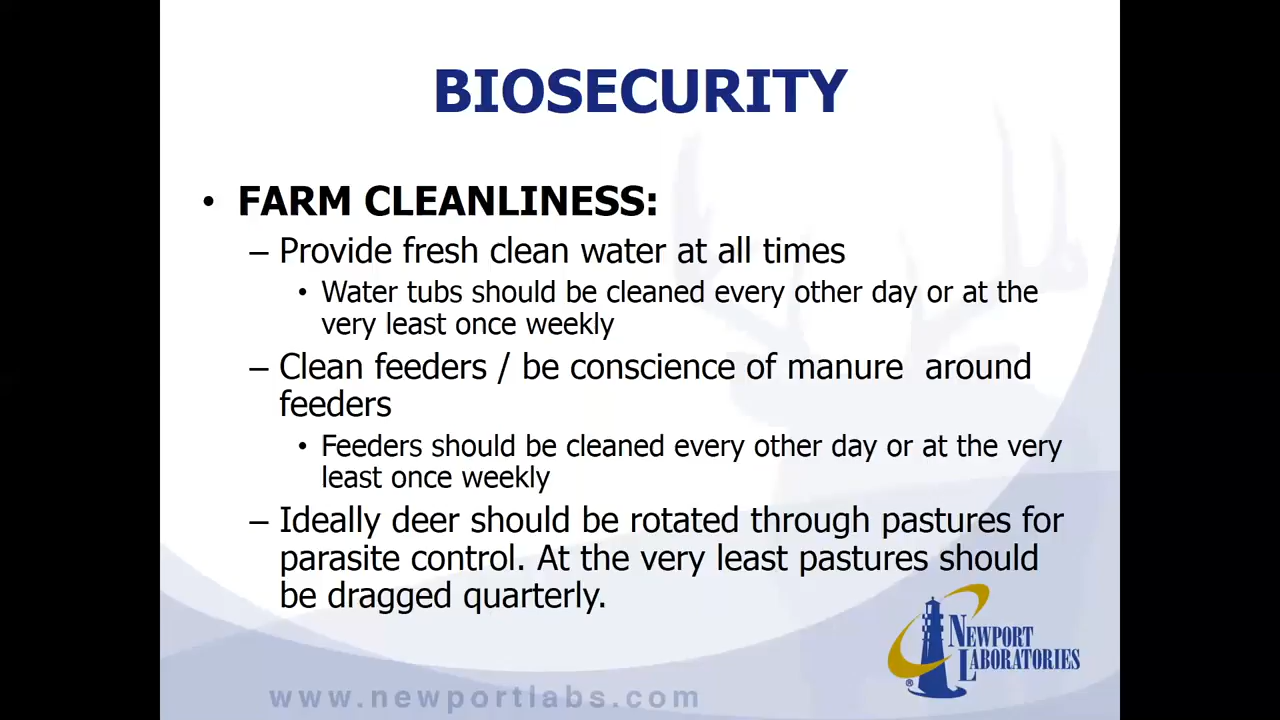 BIOSECURITY
• FARM CLEANLINESS:
– Provide fresh clean water at all times
• Water tubs should be cleaned every other day or at the
very least once weekly
– Clean feeders / be conscience of manure  around
feeders
• Feeders should be cleaned every other day or at the very
least once weekly
– Ideally deer should be rotated through pastures for
parasite control. At the very least pastures should
be dragged quarterly.
NEWPORT
LABORATORIES
®
www.newportlabs.com